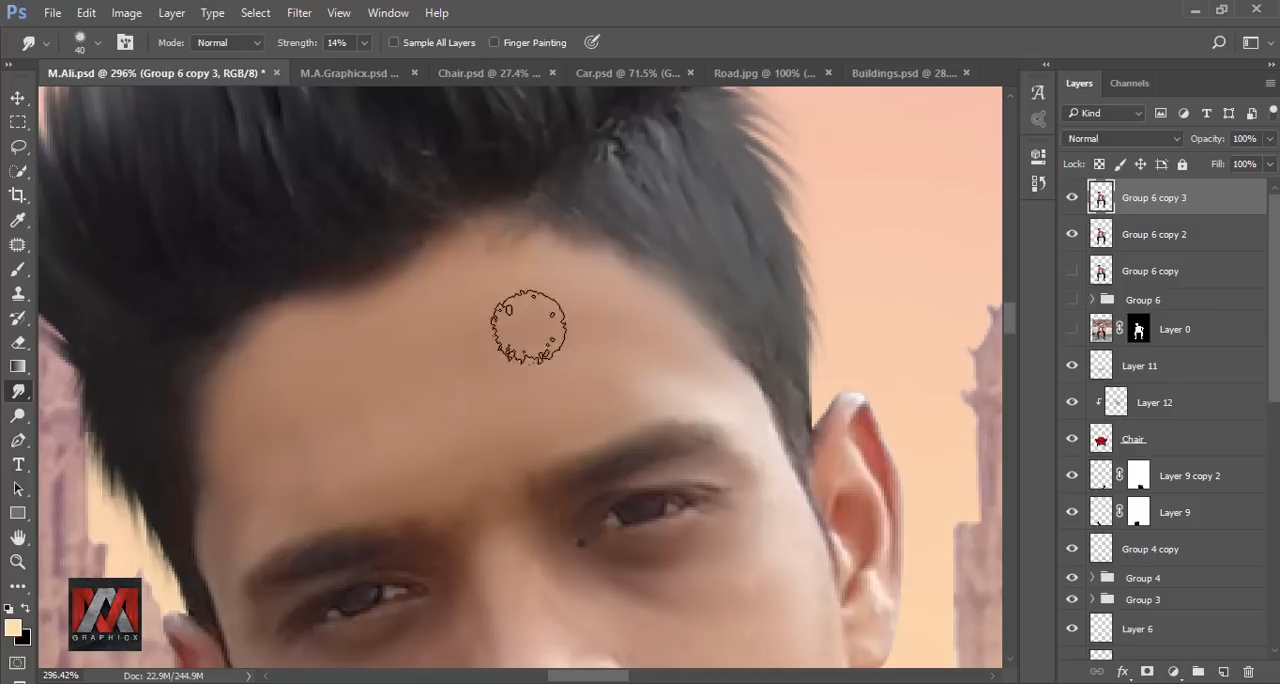 Ps File Edit Image Layer Type Select Filter View Window Help
40 Mode: Normal Strength: 14% Sample All Layers Finger Painting
M.Ali.psd @ 296% (Group 6 copy 3, RGB/8) * × M.A.Graphicx.psd ... × Chair.psd @ 27.4% ... × Car.psd @ 71.5% (G... × Road.jpg @ 100% (... × Buildings.psd @ 28.... ×
Layers Channels
Kind
Normal Opacity: 100%
Lock: Fill: 100%
Group 6 copy 3
Group 6 copy 2
Group 6 copy
Group 6
Layer 0
Layer 11
Layer 12
Chair
Layer 9 copy 2
Layer 9
Group 4 copy
Group 4
Group 3
Layer 6
GRAPHICX
296.42% Doc: 22.9M/244.9M